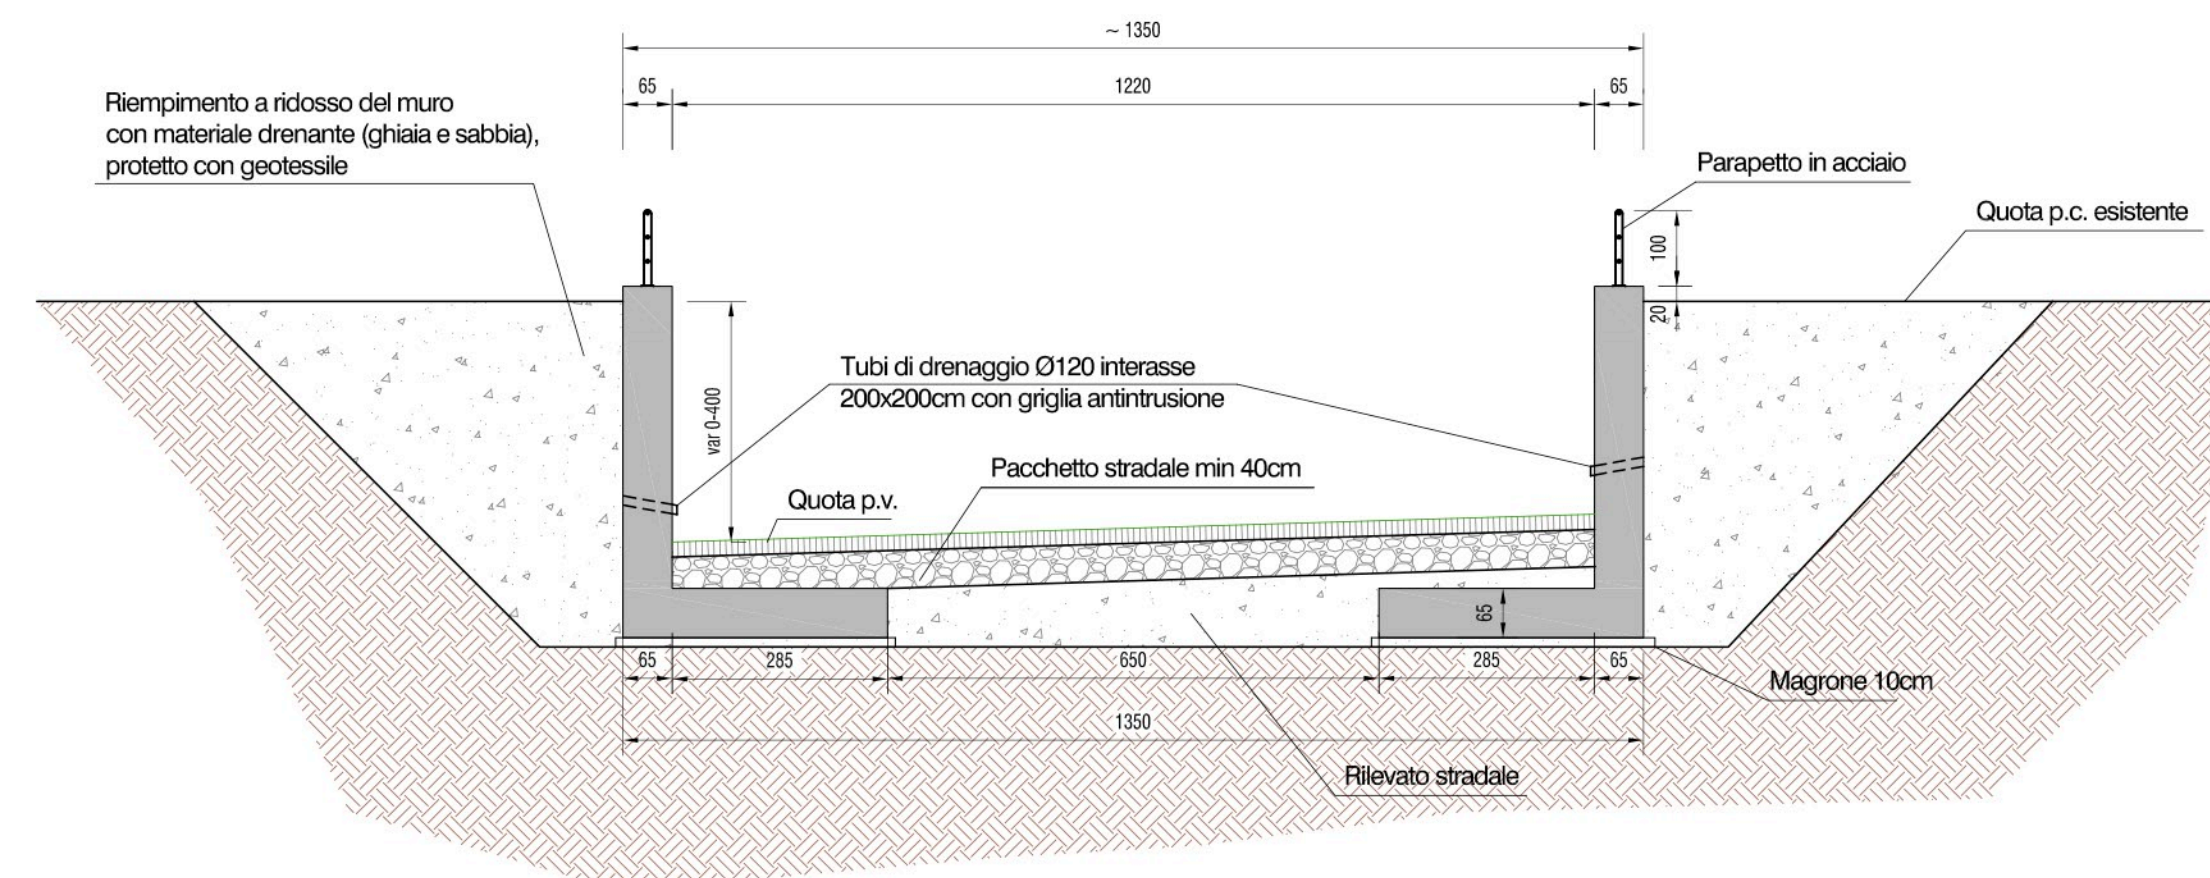 ~ 1350
65
1220
65
Riempimento a ridosso del muro
con materiale drenante (ghiaia e sabbia),
protetto con geotessile
Parapetto in acciaio
Quota p.c. esistente
100
20
Tubi di drenaggio Ø120 interasse
200x200cm con griglia antintrusione
var 0-400
Pacchetto stradale min 40cm
Quota p.v.
65
65
285
650
285
65
Magrone 10cm
1350
Rilevato stradale